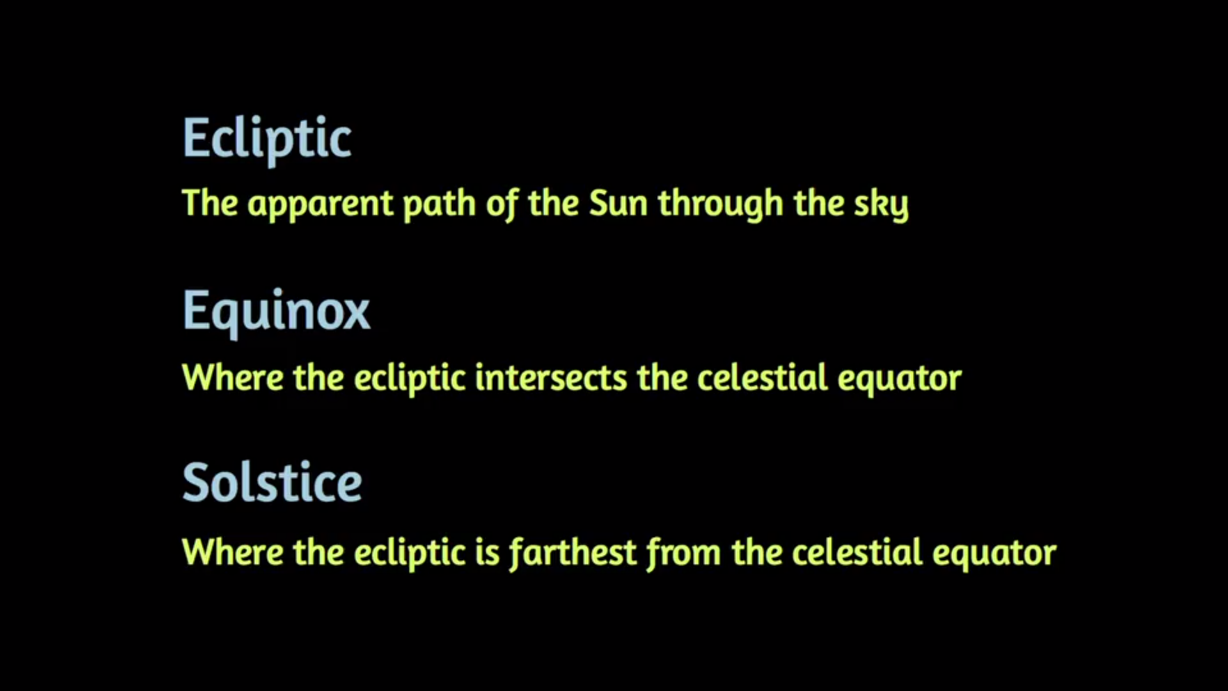 Ecliptic
The apparent path of the Sun through the sky
Equinox
Where the ecliptic intersects the celestial equator
Solstice
Where the ecliptic is farthest from the celestial equator